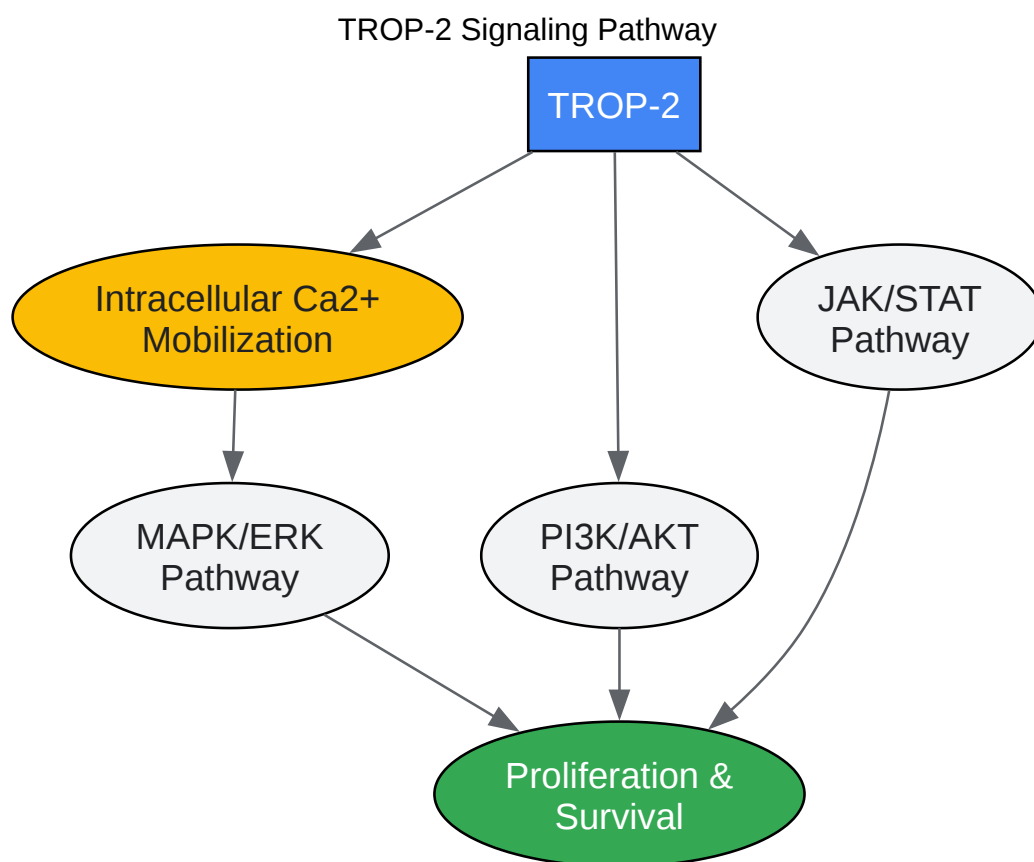 TROP-2 Signaling Pathway
TROP-2
Intracellular Ca2+
Mobilization
JAK/STAT
Pathway
MAPK/ERK
Pathway
PI3K/AKT
Pathway
Proliferation &
Survival